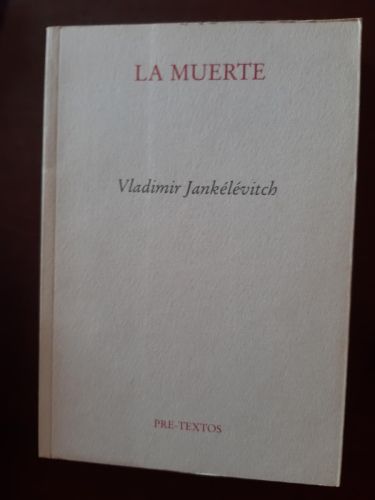 LA MUERTE
Vladimir Jankélévitch
PRE-TEXTOS